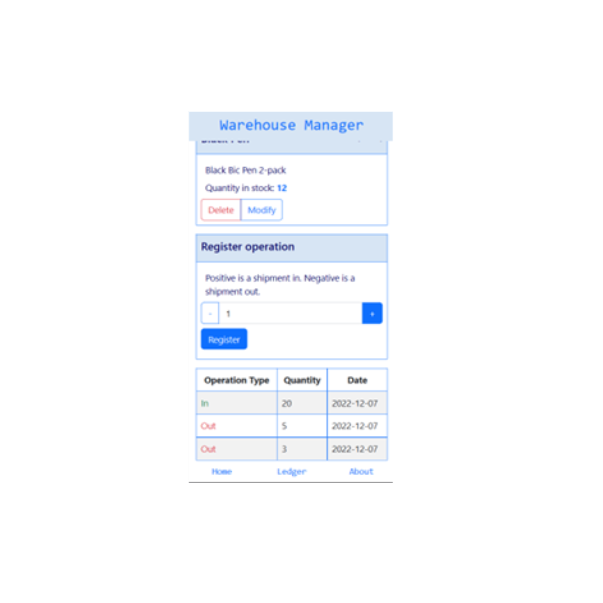 Warehouse Manager
Black Pen
Black Bic Pen 2-pack
Quantity in stock: 12
Delete Modify
Register operation
Positive is a shipment in. Negative is a
shipment out.
- 1 +
Register
Operation Type Quantity Date
In 20 2022-12-07
Out 5 2022-12-07
Out 3 2022-12-07
Home Ledger About